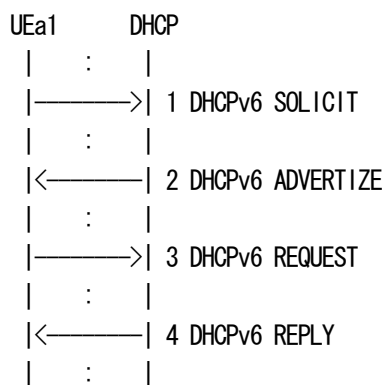 UEa1 DHCP
| : |
|--------->| 1 DHCPv6 SOLICIT
| : |
|<---------| 2 DHCPv6 ADVERTIZE
| : |
|--------->| 3 DHCPv6 REQUEST
| : |
|<---------| 4 DHCPv6 REPLY
| : |